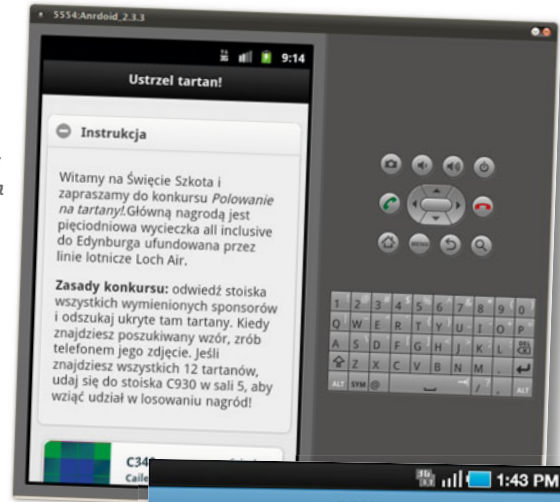 5554:Anrdoid_2.3.3
9:14
Ustrzel tartan!
Instrukcja
Witamy na Święcie Szkota i
zapraszamy do konkursu Polowanie
na tartany!.Główną nagrodą jest
pięciodniowa wycieczka all inclusive
do Edynburga ufundowana przez
linie lotnicze Loch Air.
Zasady konkursu: odwiedź stoiska
wszystkich wymienionych sponsorów
i odszukaj ukryte tam tartany. Kiedy
znajdziesz poszukiwany wzór, zrób
telefonem jego zdjęcie. Jeśli
znajdziesz wszystkich 12 tartanów,
udaj się do stoiska C930 w sali 5, aby
wziąć udział w losowaniu nagród!
MENU
1 2 3 4 5 6 7 8 9 0
Q W E R T Y U I O P
A S D F G H J K L DEL
Z X C V B N M .
ALT SYM @ / , ALT
3G 1:43 PM